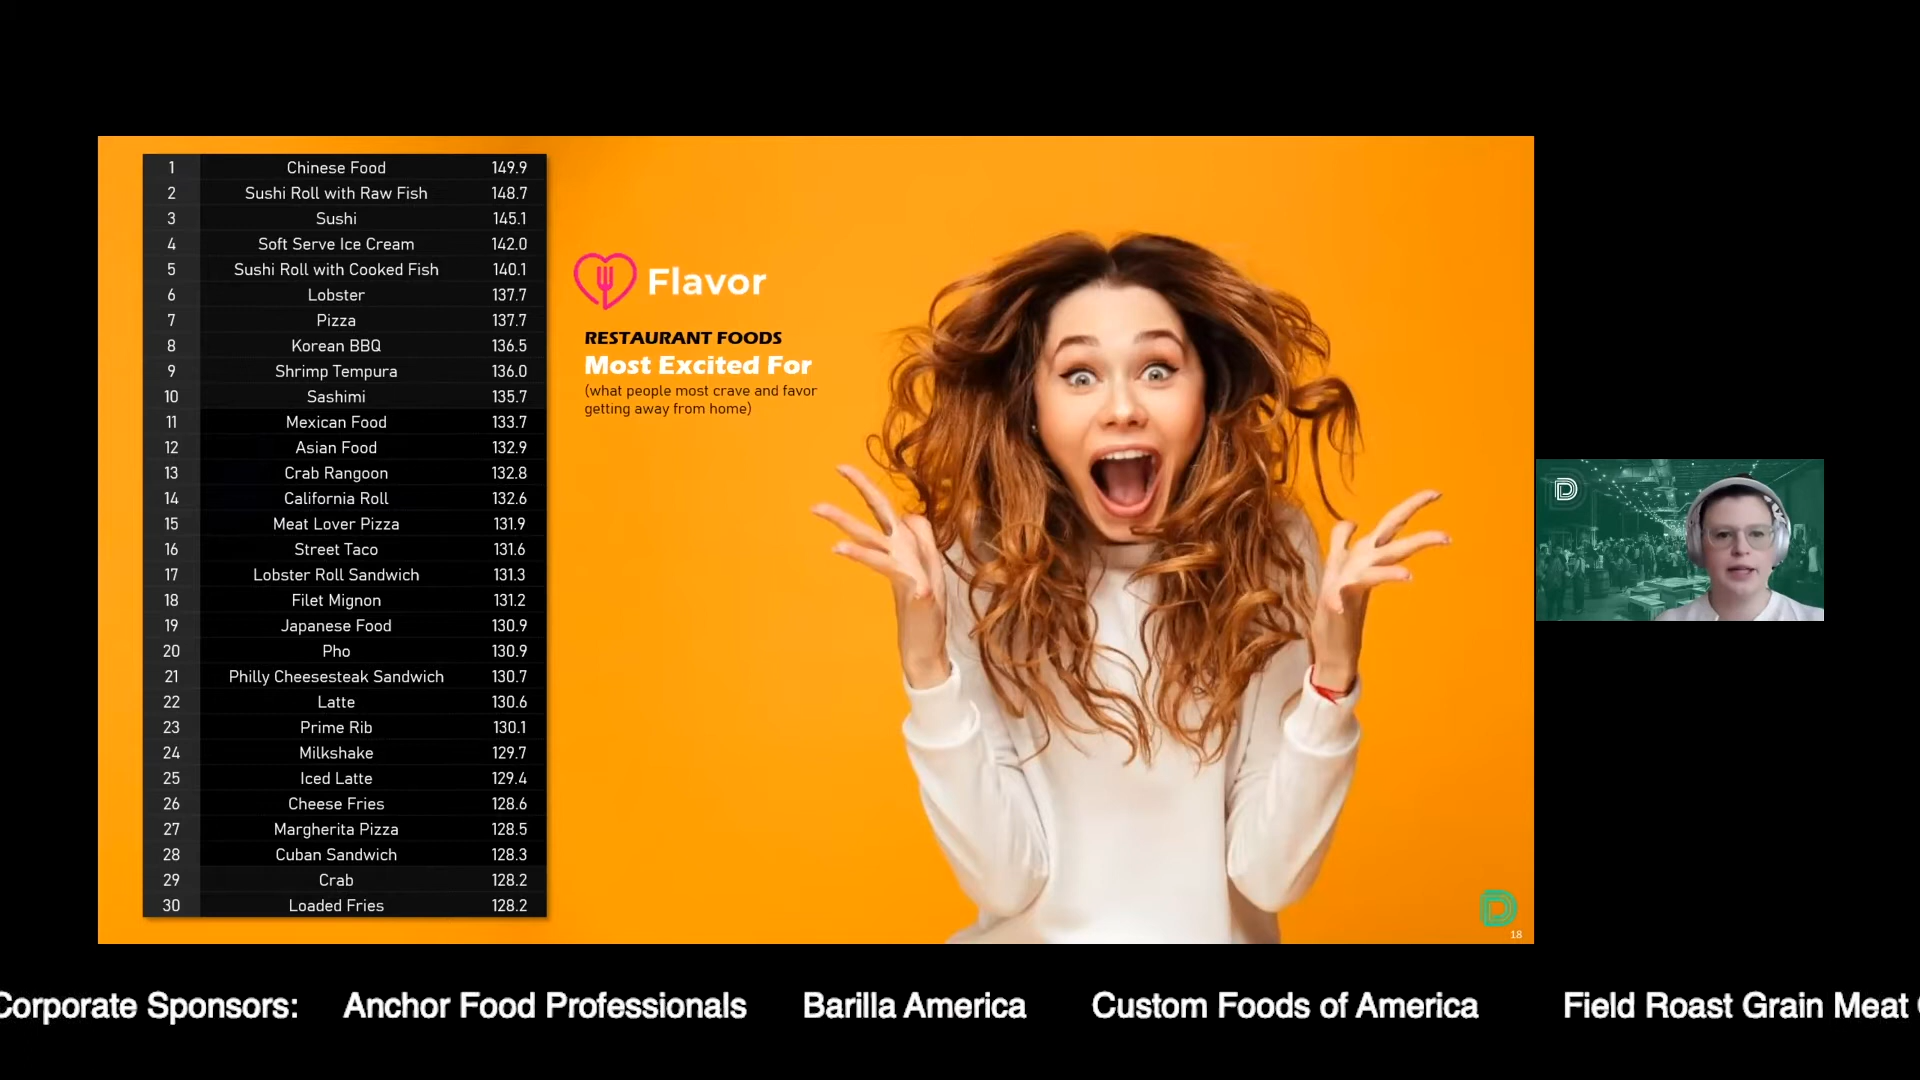 1 Chinese Food 149.9
2 Sushi Roll with Raw Fish 148.7
3 Sushi 145.1
4 Soft Serve Ice Cream 142.0
5 Sushi Roll with Cooked Fish 140.1
6 Lobster 137.7
7 Pizza 137.7
8 Korean BBQ 136.5
9 Shrimp Tempura 136.0
10 Sashimi 135.7
11 Mexican Food 133.7
12 Asian Food 132.9
13 Crab Rangoon 132.8
14 California Roll 132.6
15 Meat Lover Pizza 131.9
16 Street Taco 131.6
17 Lobster Roll Sandwich 131.3
18 Filet Mignon 131.2
19 Japanese Food 130.9
20 Pho 130.9
21 Philly Cheesesteak Sandwich 130.7
22 Latte 130.6
23 Prime Rib 130.1
24 Milkshake 129.7
25 Iced Latte 129.4
26 Cheese Fries 128.6
27 Margherita Pizza 128.5
28 Cuban Sandwich 128.3
29 Crab 128.2
30 Loaded Fries 128.2
Flavor
RESTAURANT FOODS
Most Excited For
(what people most crave and favor
getting away from home)
D
D
18
Corporate Sponsors: Anchor Food Professionals Barilla America Custom Foods of America Field Roast Grain Meat